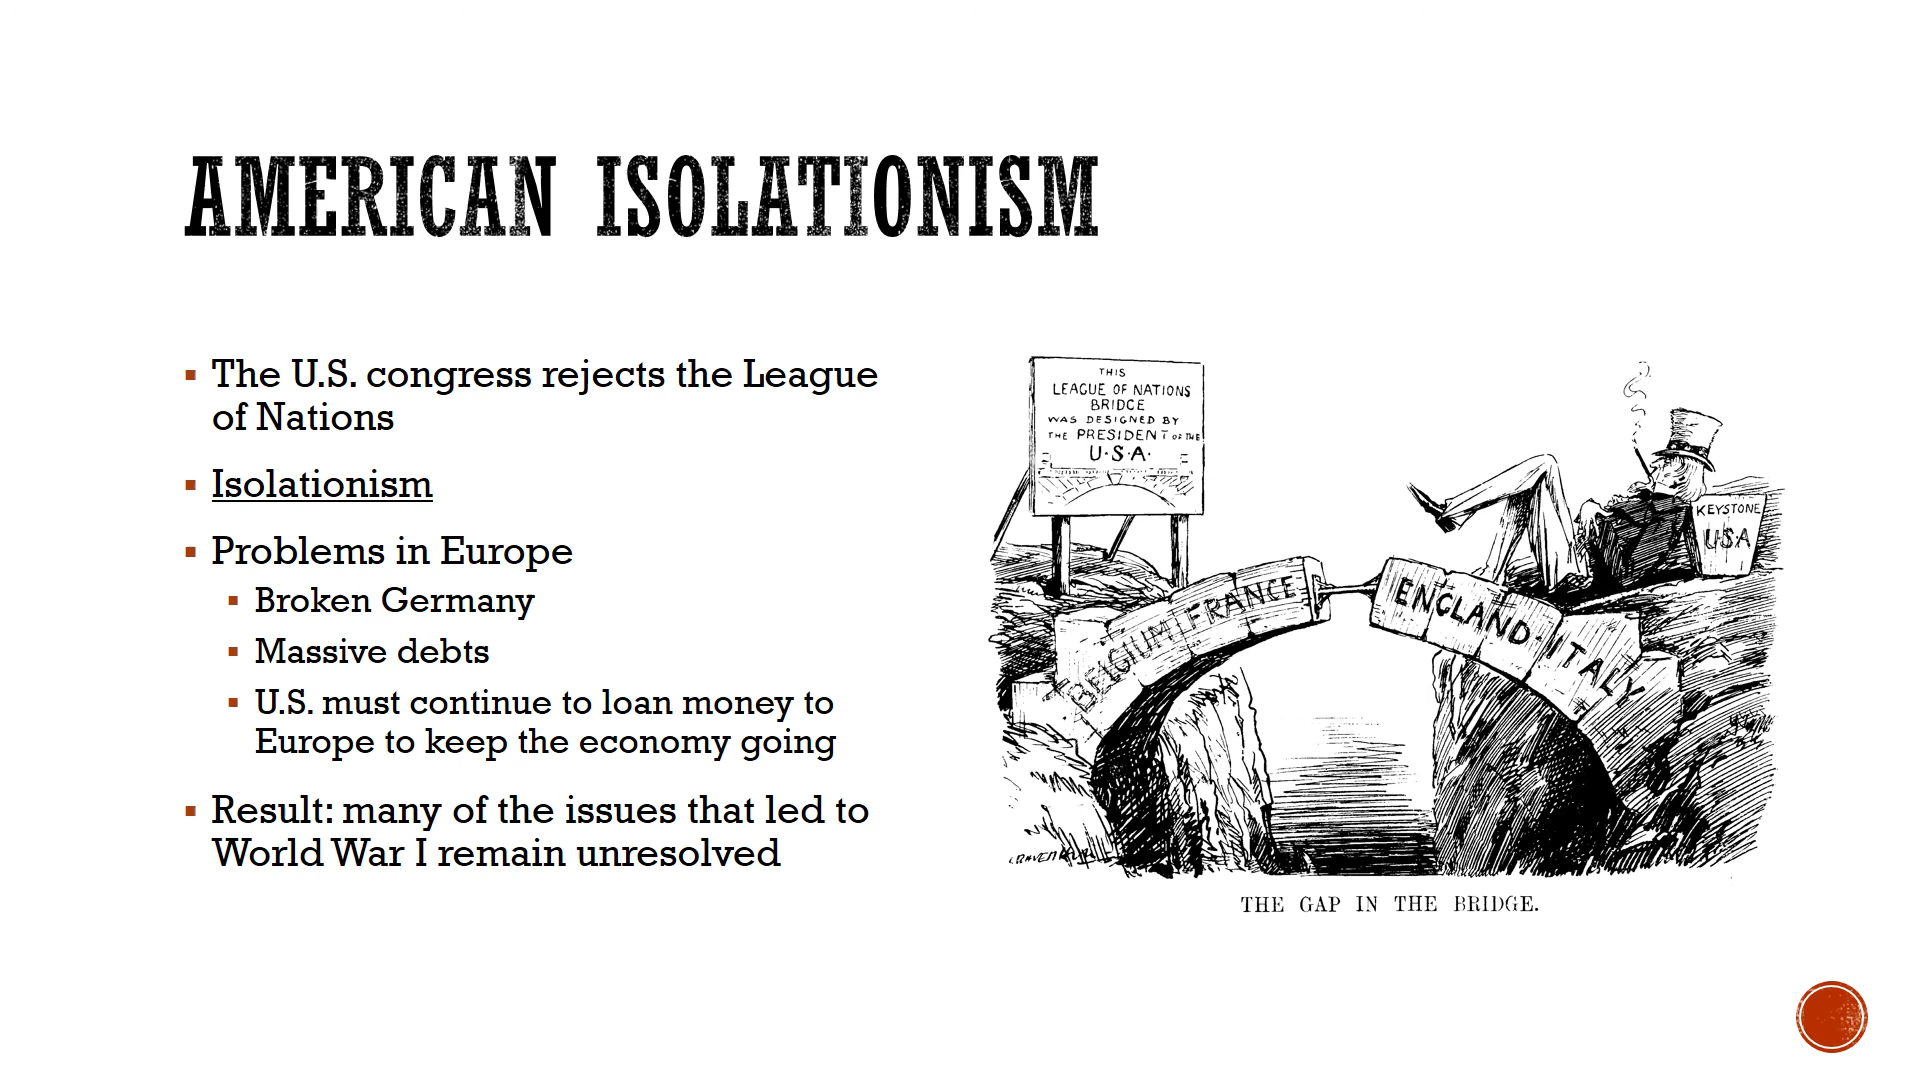 AMERICAN ISOLATIONISM
The U.S. congress rejects the League
of Nations
Isolationism
Problems in Europe
Broken Germany
Massive debts
U.S. must continue to loan money to
Europe to keep the economy going
Result: many of the issues that led to
World War I remain unresolved
THIS
LEAGUE OF NATIONS
BRIDGE
WAS DESIGNED BY
THE PRESIDENT OF THE
U·S·A·
KEYSTONE
USA
BELGIUM
FRANCE
ENGLAND·
ITALY
THE GAP IN THE BRIDGE.